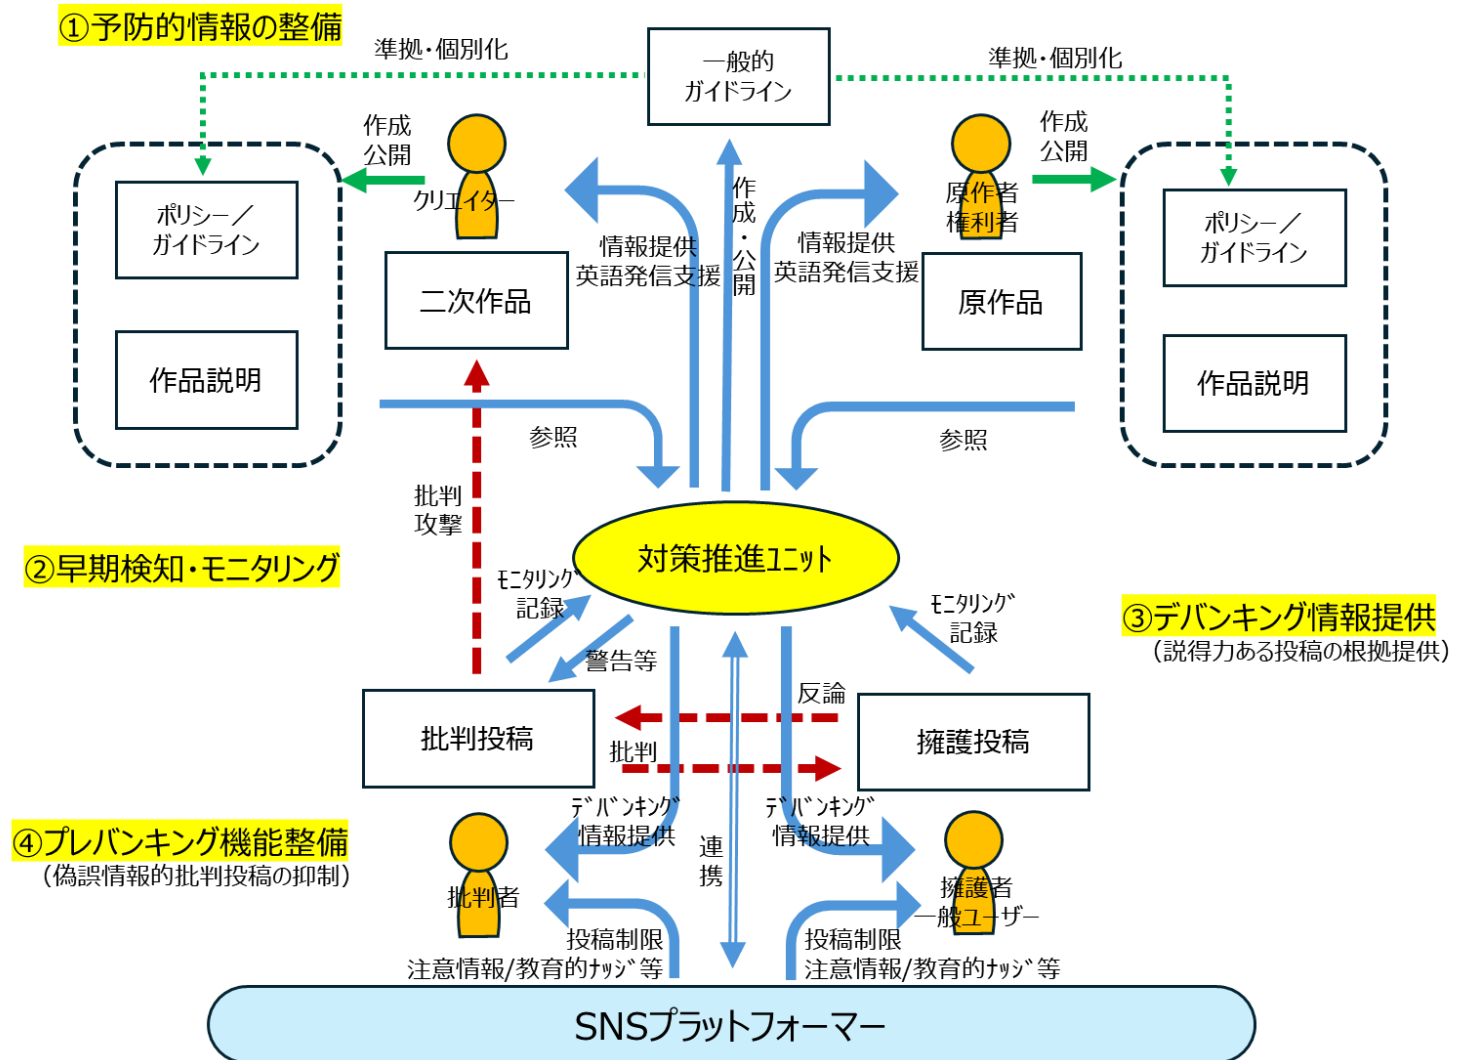 ①予防的情報の整備
準拠・個別化
一般的
ガイドライン
準拠・個別化
作成
公開
クリエイター
作成
公開
原作者
権利者
ポリシー／
ガイドライン
作品説明
二次作品
情報提供
英語発信支援
作成・公開
情報提供
英語発信支援
原作品
ポリシー／
ガイドライン
作品説明
参照
参照
批判
攻撃
②早期検知・モニタリング
対策推進ﾕﾆｯﾄ
ﾓﾆﾀﾘﾝｸﾞ
記録
警告等
ﾓﾆﾀﾘﾝｸﾞ
記録
③デバンキング情報提供
（説得力ある投稿の根拠提供）
批判投稿
反論
批判
擁護投稿
④プレバンキング機能整備
（偽誤情報的批判投稿の抑制）
批判者
ﾃﾞﾊﾞﾝｷﾝｸﾞ
情報提供
連携
ﾃﾞﾊﾞﾝｷﾝｸﾞ
情報提供
擁護者
一般ユーザー
投稿制限
注意情報/教育的ﾅｯｼﾞ等
投稿制限
注意情報/教育的ﾅｯｼﾞ等
SNSプラットフォーマー